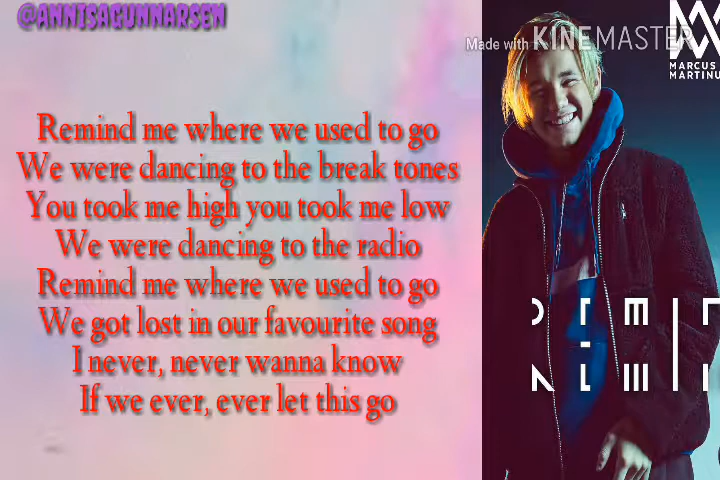 @ANNISAGUNNARSEN
Made with KINEMASTER
MARCUS
MARTINU
Remind me where we used to go
We were dancing to the break tones
You took me high you took me low
We were dancing to the radio
Remind me where we used to go
We got lost in our favourite song
I never, never wanna know
If we ever, ever let this go